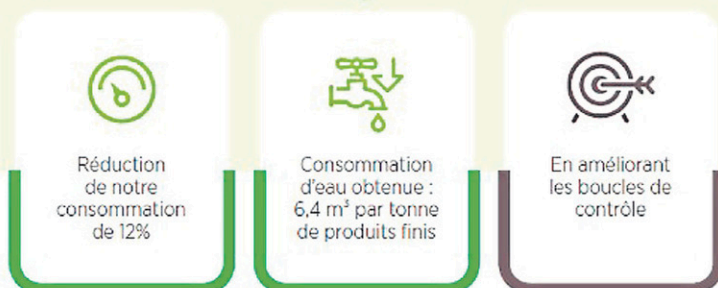 Réduction
de notre
consommation
de 12%
Consommation
d'eau obtenue :
6,4 m³ par tonne
de produits finis
En améliorant
les boucles de
contrôle